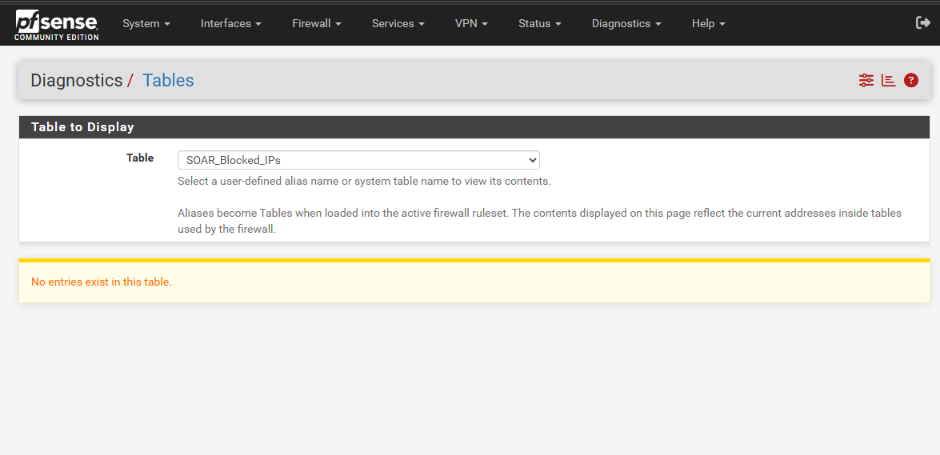 pfsense
COMMUNITY EDITION
System Interfaces Firewall Services VPN Status Diagnostics Help
Diagnostics / Tables
?
Table to Display
Table
SOAR_Blocked_IPs
Select a user-defined alias name or system table name to view its contents.
Aliases become Tables when loaded into the active firewall ruleset. The contents displayed on this page reflect the current addresses inside tables
used by the firewall.
No entries exist in this table.